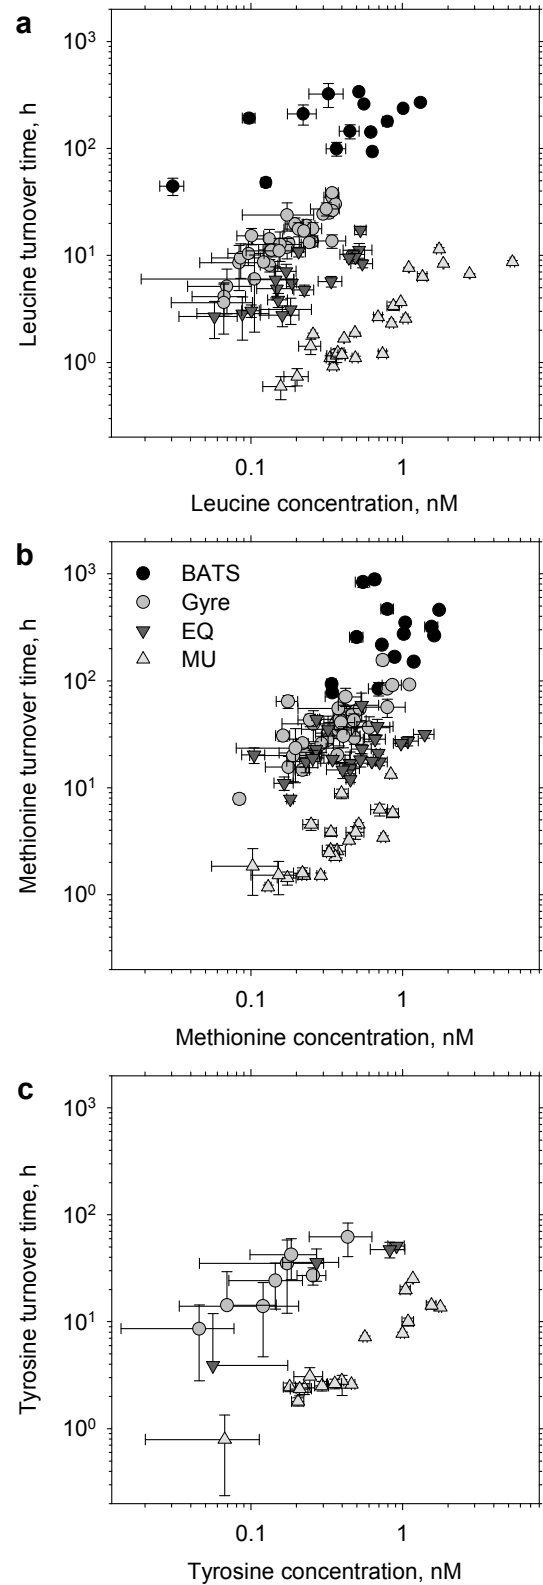 a
10³
10²
10¹
10⁰
Leucine turnover time, h
0.1 1
Leucine concentration, nM
b
10³
10²
10¹
10⁰
Methionine turnover time, h
BATS
Gyre
EQ
MU
0.1 1
Methionine concentration, nM
c
10³
10²
10¹
10⁰
Tyrosine turnover time, h
0.1 1
Tyrosine concentration, nM